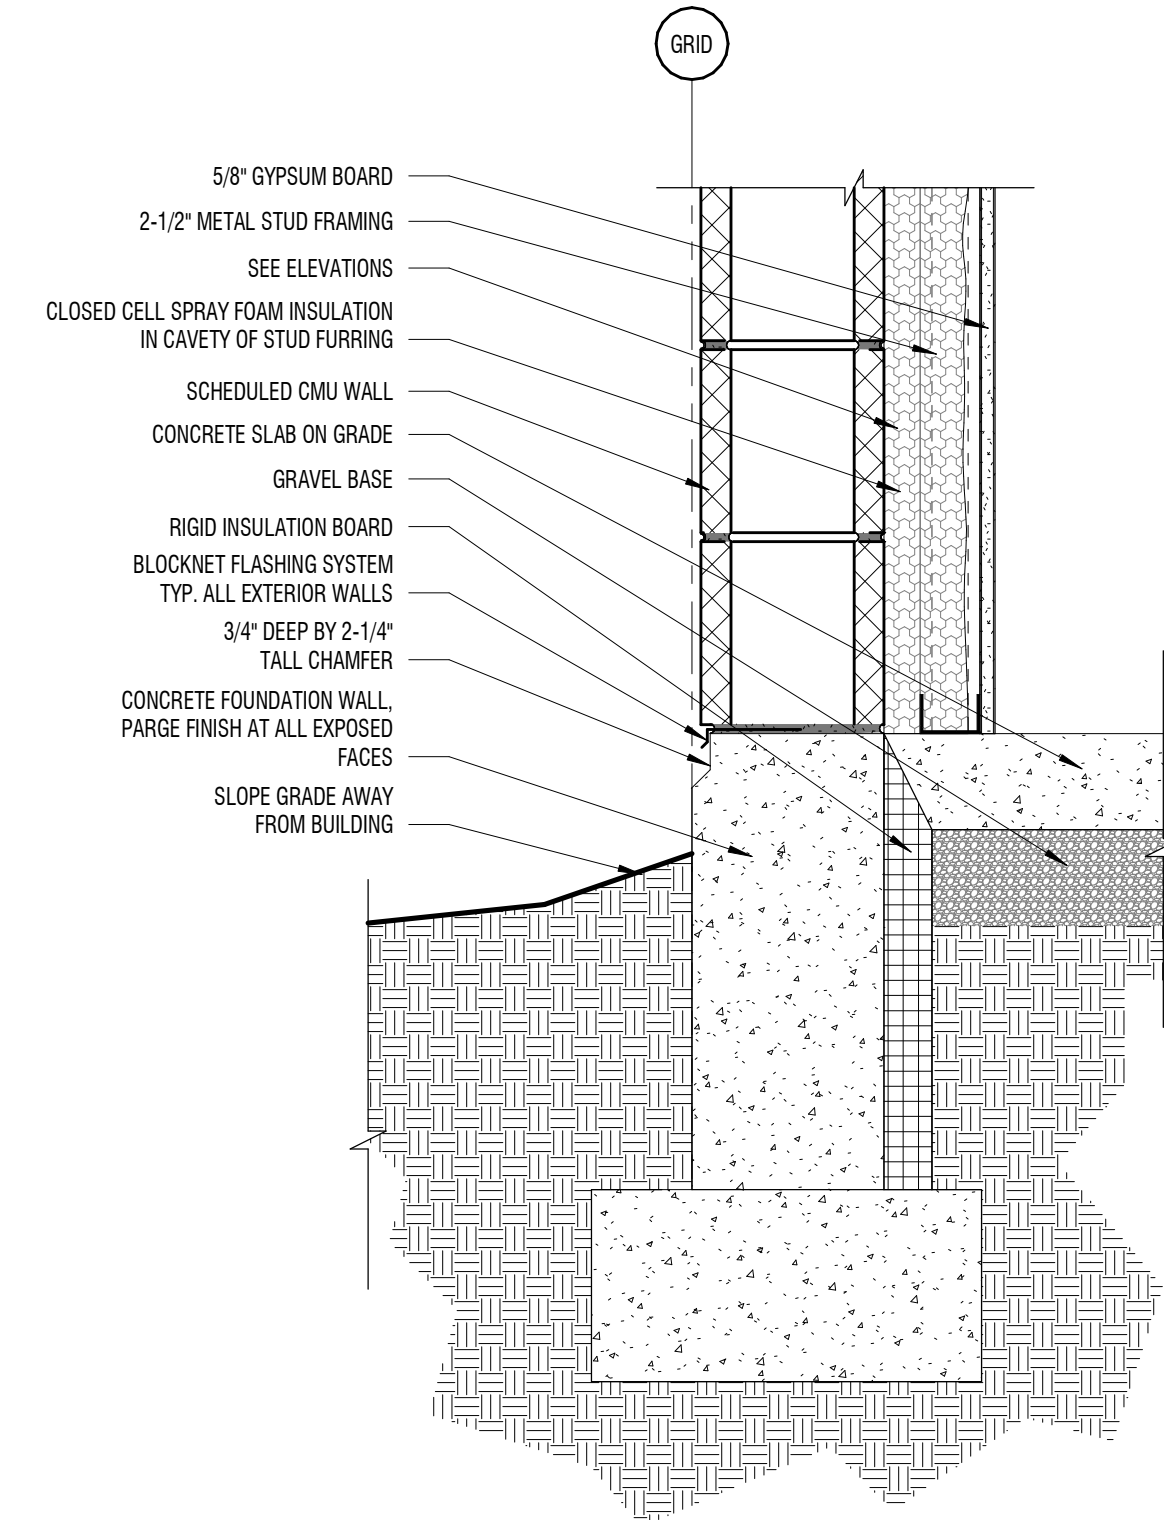 GRID
5/8" GYPSUM BOARD
2-1/2" METAL STUD FRAMING
SEE ELEVATIONS
CLOSED CELL SPRAY FOAM INSULATION
IN CAVETY OF STUD FURRING
SCHEDULED CMU WALL
CONCRETE SLAB ON GRADE
GRAVEL BASE
RIGID INSULATION BOARD
BLOCKNET FLASHING SYSTEM
TYP. ALL EXTERIOR WALLS
3/4" DEEP BY 2-1/4"
TALL CHAMFER
CONCRETE FOUNDATION WALL,
PARGE FINISH AT ALL EXPOSED
FACES
SLOPE GRADE AWAY
FROM BUILDING